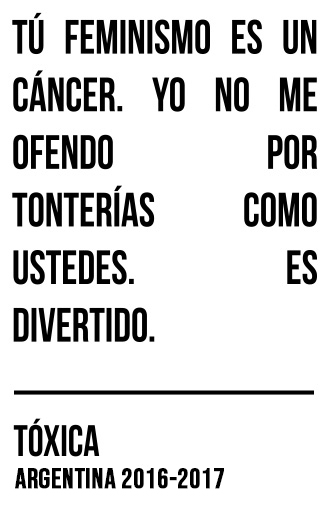 TÚ FEMINISMO ES UN
CÁNCER. YO NO ME
OFENDO POR
TONTERÍAS COMO
USTEDES. ES
DIVERTIDO.
TÓXICA
ARGENTINA 2016-2017